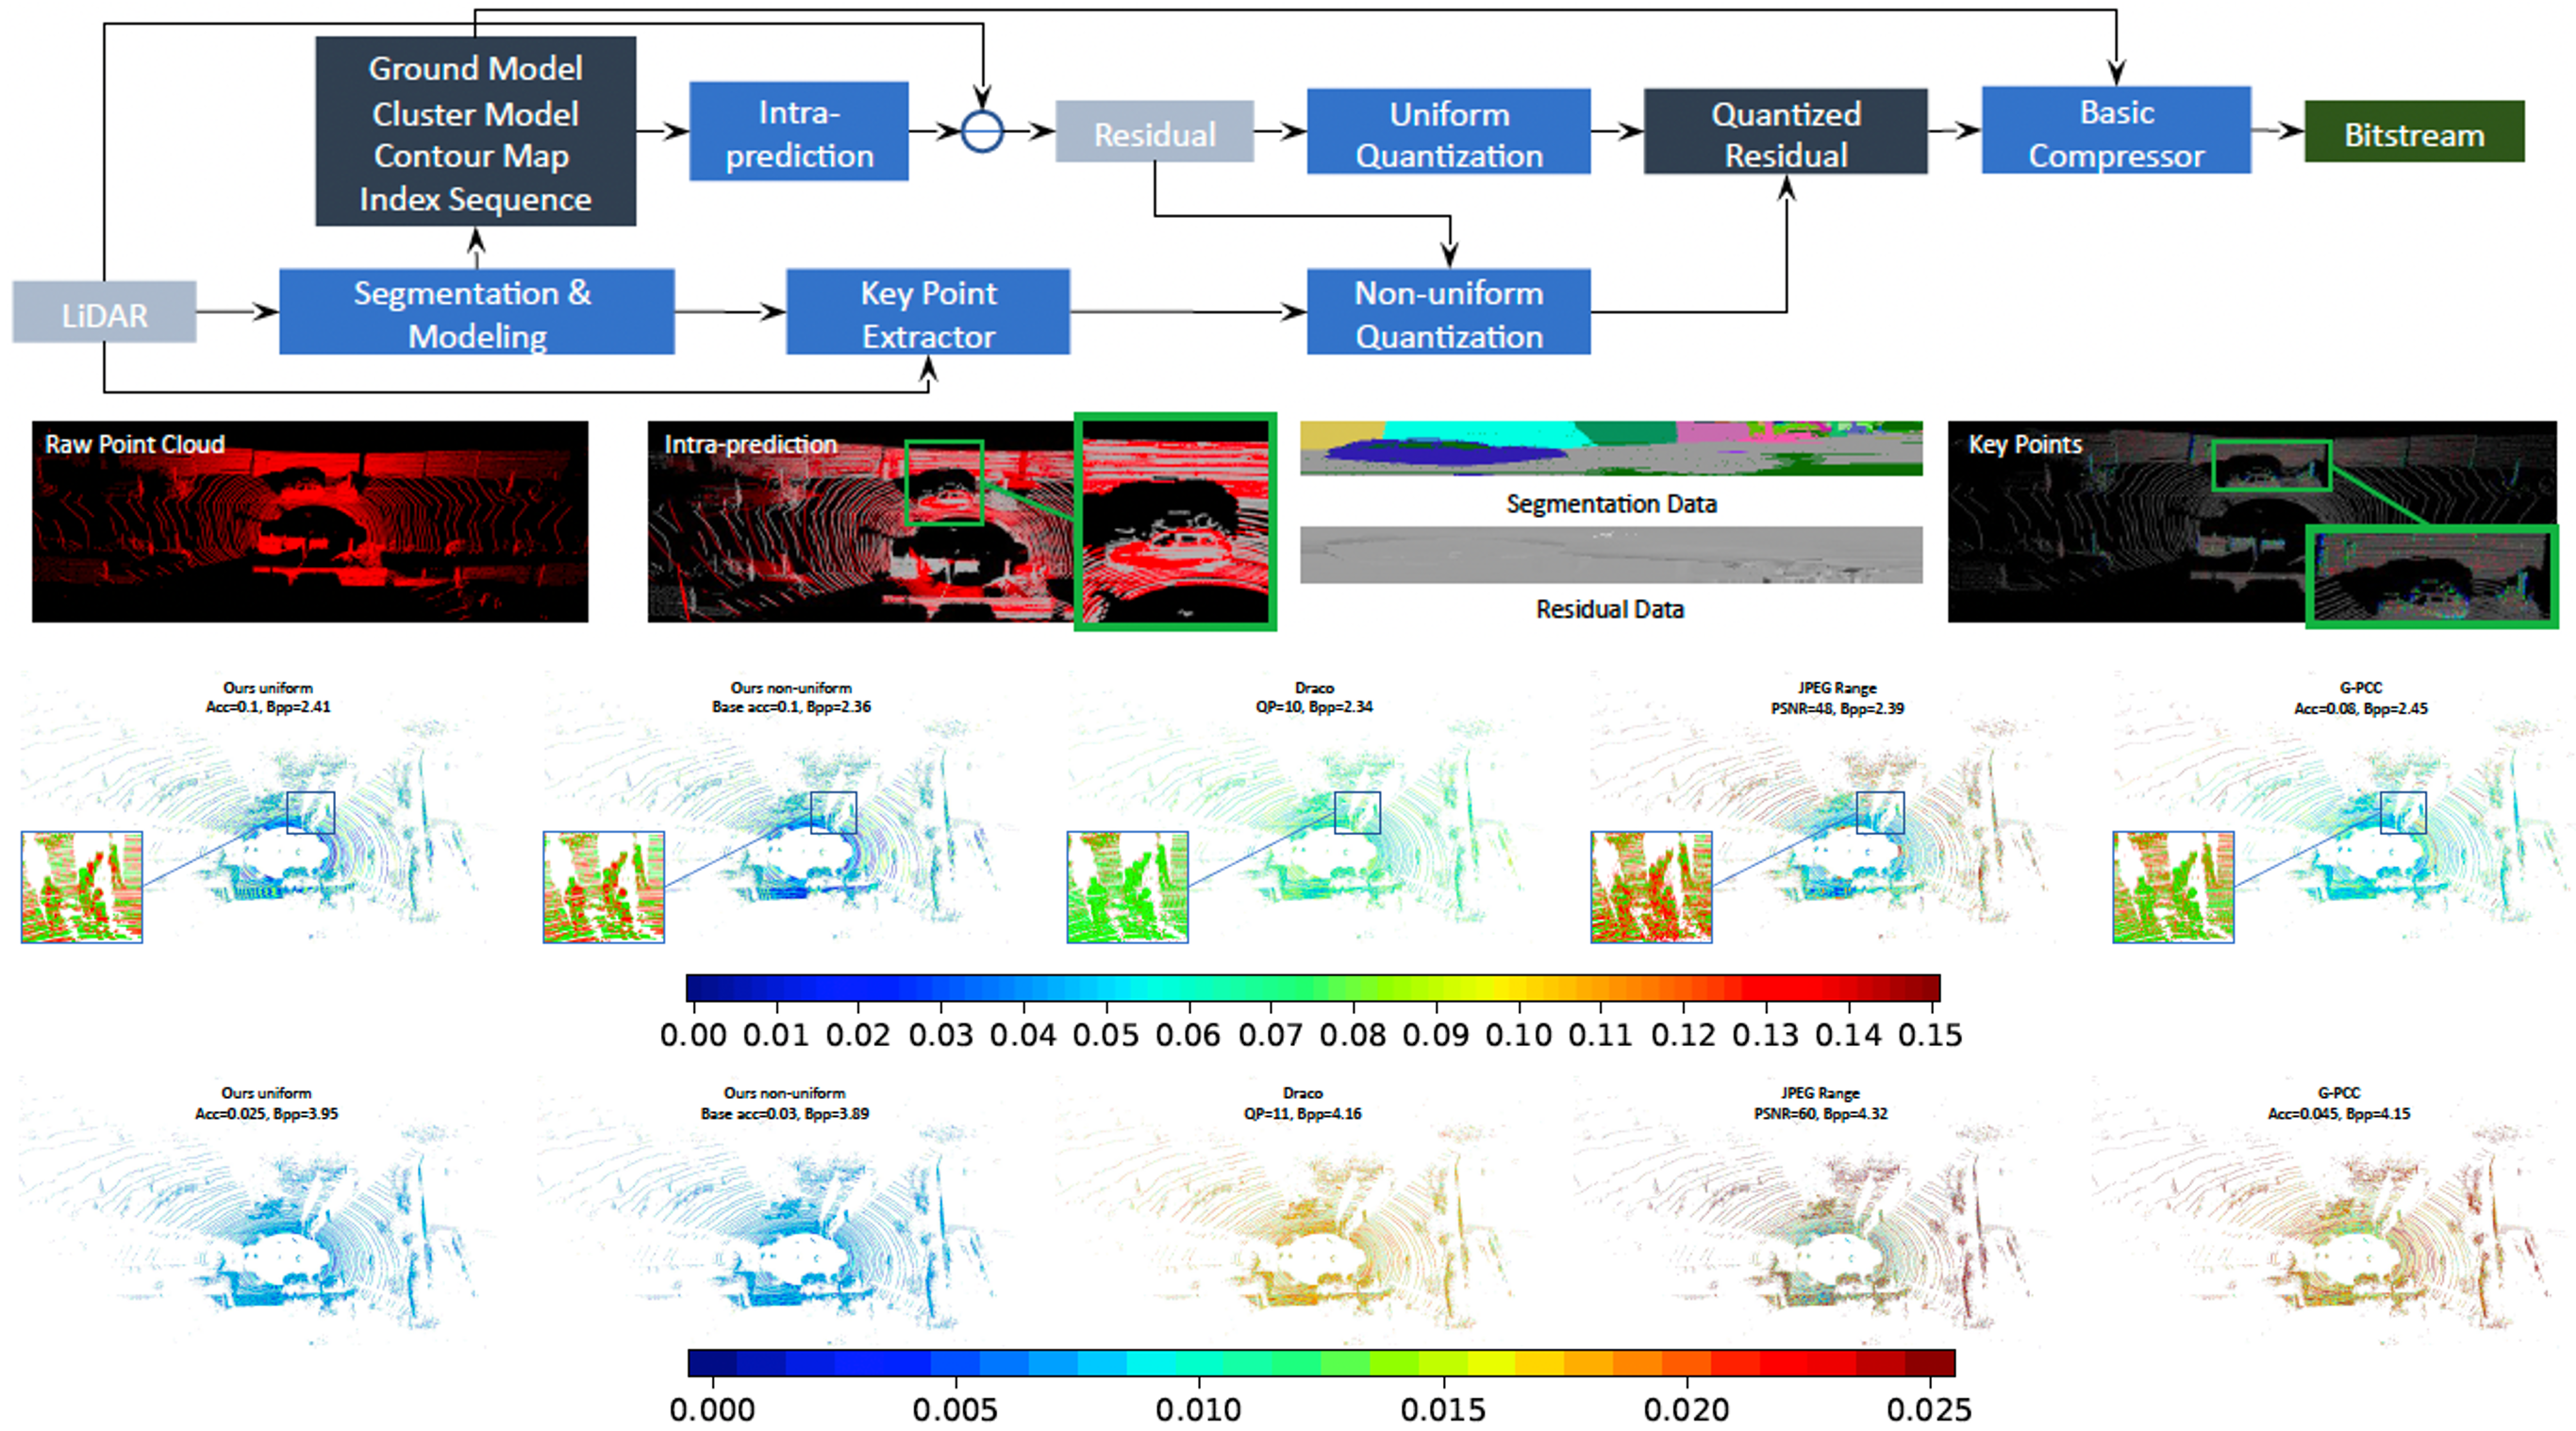 Ground Model
Cluster Model
Contour Map
Index Sequence
Intra-
prediction
Residual
Uniform
Quantization
Quantized
Residual
Basic
Compressor
Bitstream
LiDAR
Segmentation &
Modeling
Key Point
Extractor
Non-uniform
Quantization
Raw Point Cloud
Intra-prediction
Segmentation Data
Residual Data
Key Points
Ours uniform
Acc=0.1, Bpp=2.41
Ours non-uniform
Base acc=0.1, Bpp=2.36
Draco
QP=10, Bpp=2.34
JPEG Range
PSNR=48, Bpp=2.39
G-PCC
Acc=0.08, Bpp=2.45
0.00 0.01 0.02 0.03 0.04 0.05 0.06 0.07 0.08 0.09 0.10 0.11 0.12 0.13 0.14 0.15
Ours uniform
Acc=0.025, Bpp=3.95
Ours non-uniform
Base acc=0.03, Bpp=3.89
Draco
QP=11, Bpp=4.16
JPEG Range
PSNR=60, Bpp=4.32
G-PCC
Acc=0.045, Bpp=4.15
0.000 0.005 0.010 0.015 0.020 0.025